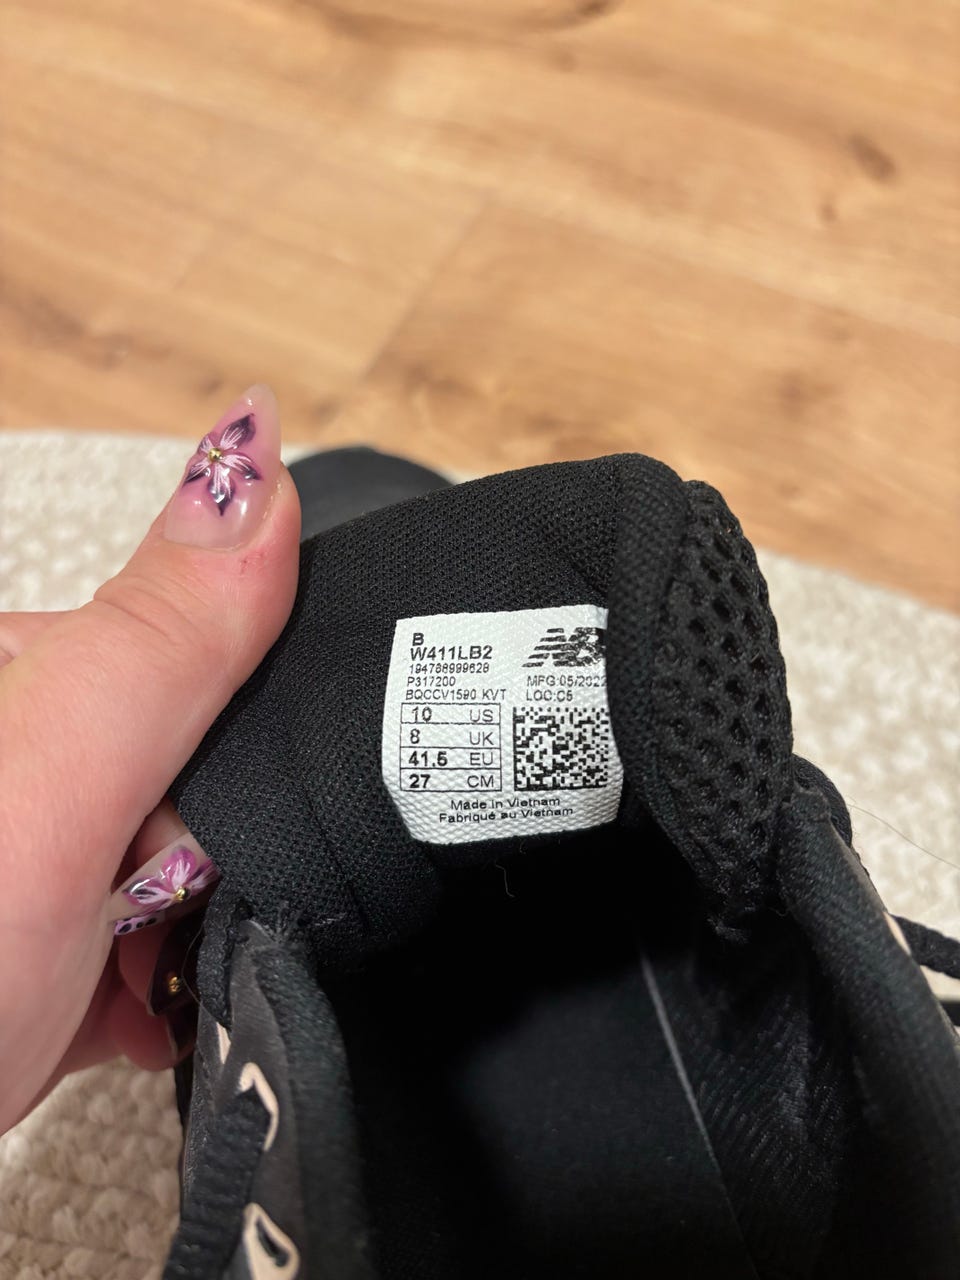 B
W411LB2
194768999628
P317200
BQCCV1590 KVT
NB
MFG:05/2022
LOC:C5
10 US
8 UK
41.5 EU
27 CM
Made in Vietnam
Fabriqué au Vietnam